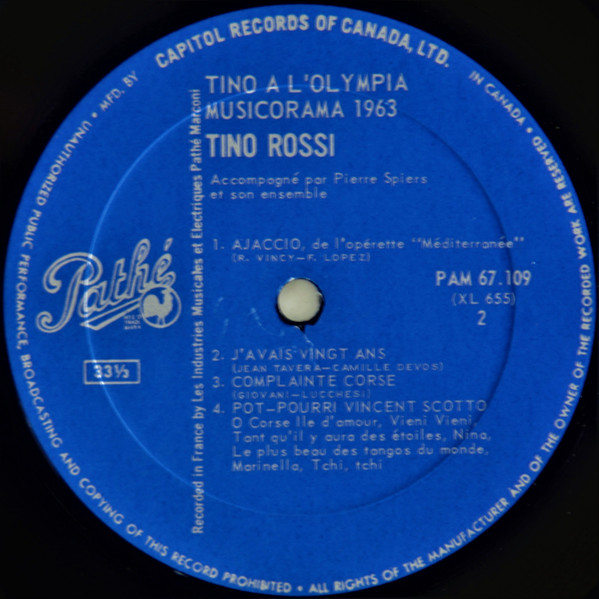 MFD. BY CAPITOL RECORDS OF CANADA, LTD. IN CANADA • ALL RIGHTS OF THE MANUFACTURER AND OF THE OWNER OF THE RECORDED WORK ARE RESERVED
UNAUTHORIZED PUBLIC PERFORMANCE, BROADCASTING AND COPYING OF THIS RECORD PROHIBITED •
TINO A L'OLYMPIA
MUSICORAMA 1963
TINO ROSSI
Accompagné par Pierre Spiers
et son ensemble
Recorded in France by Les Industries Musicales et Electriques Pathé Marconi
1. AJACCIO, de l'opérette "Méditerranée"
(R. VINCY—F. LOPEZ)
Pathé
TRADE
MARK
33⅓
PAM 67.109
(XL 655)
2
2. J'AVAIS VINGT ANS
(JEAN TAVERA—CAMILLE DEVOS)
3. COMPLAINTE CORSE
(GIOVANI—LUCCHESI)
4. POT-POURRI VINCENT SCOTTO
O Corse Ile d'amour, Vieni Vieni,
Tant qu'il y aura des étoiles, Nina,
Le plus beau des tangos du monde,
Marinella, Tchi, tchi